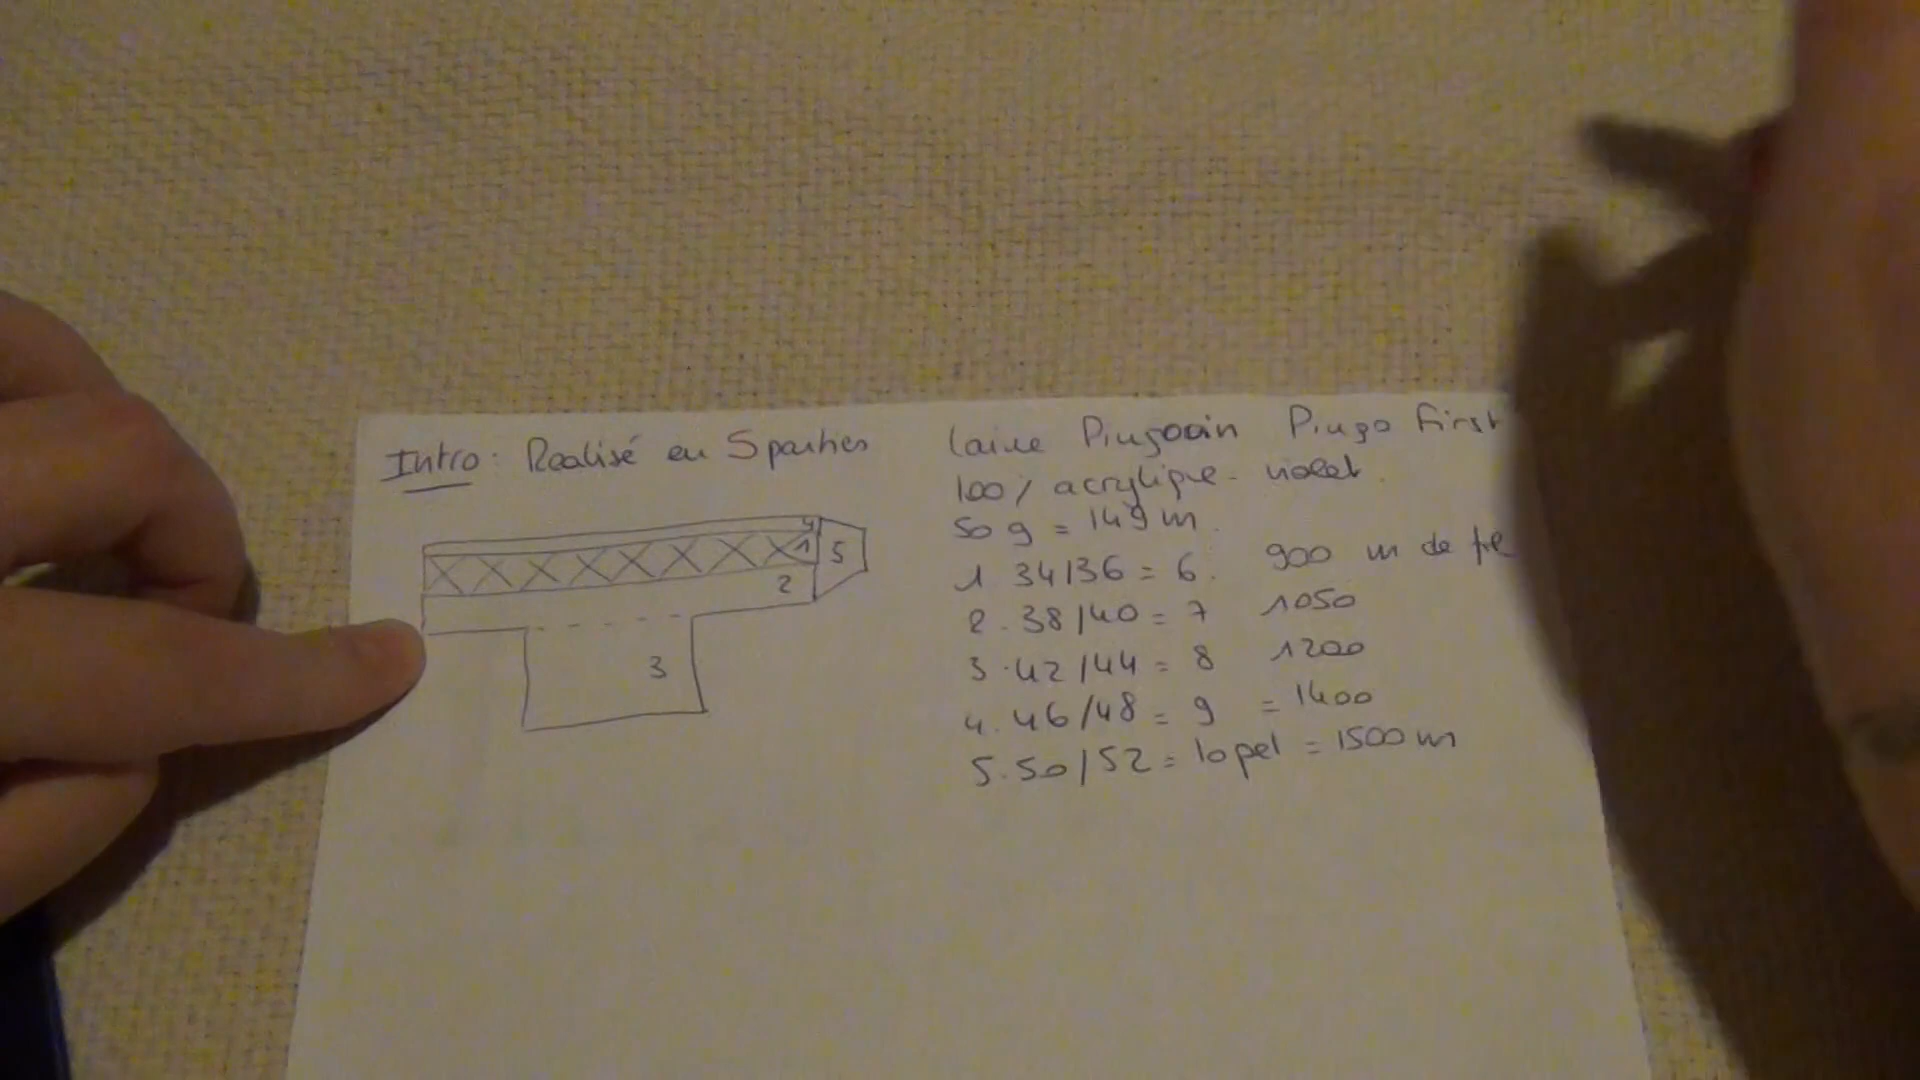 Intro : Realisé en 5 parties
4
1
5
2
3
laine Pingouin Pingo First
100% acrylique - violet.
50 g = 149 m.
1 34/36 = 6. 900 m de
2. 38/40 = 7 1050
3. 42/44 = 8 1200
4. 46/48 = 9 = 1400
5. 50/52 = 10 pel = 1500 m